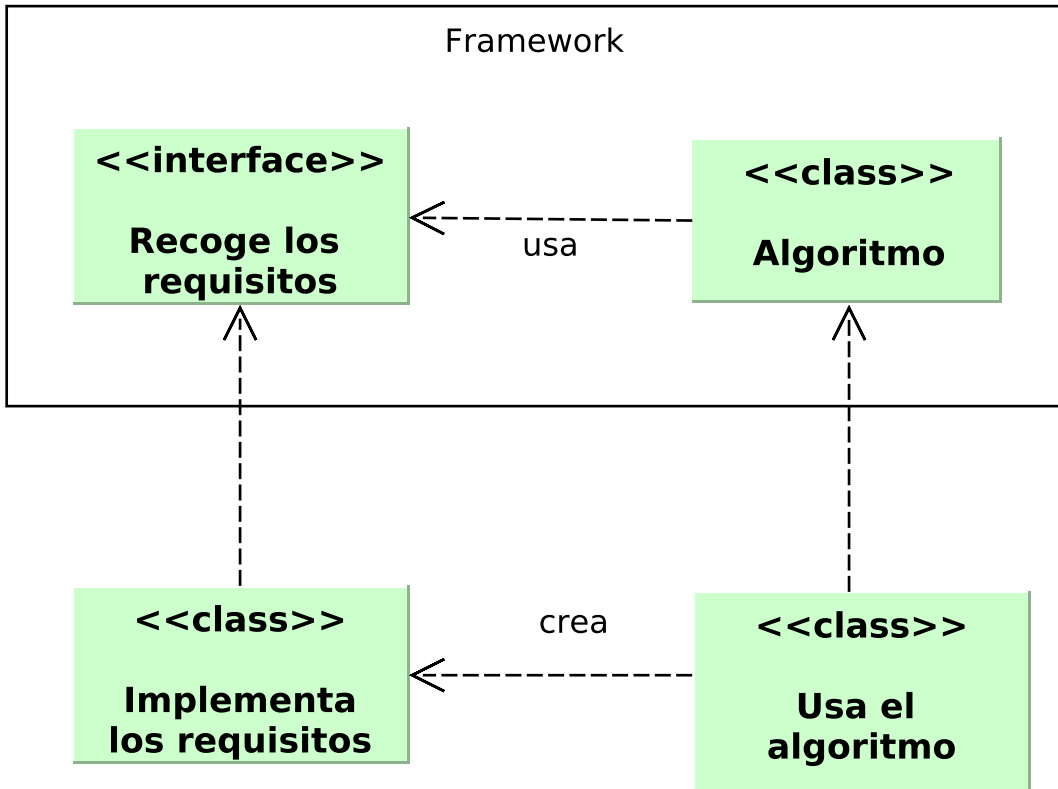 Framework
<<interface>>
Recoge los
requisitos
usa
<<class>>
Algoritmo
<<class>>
Implementa
los requisitos
crea
<<class>>
Usa el
algoritmo